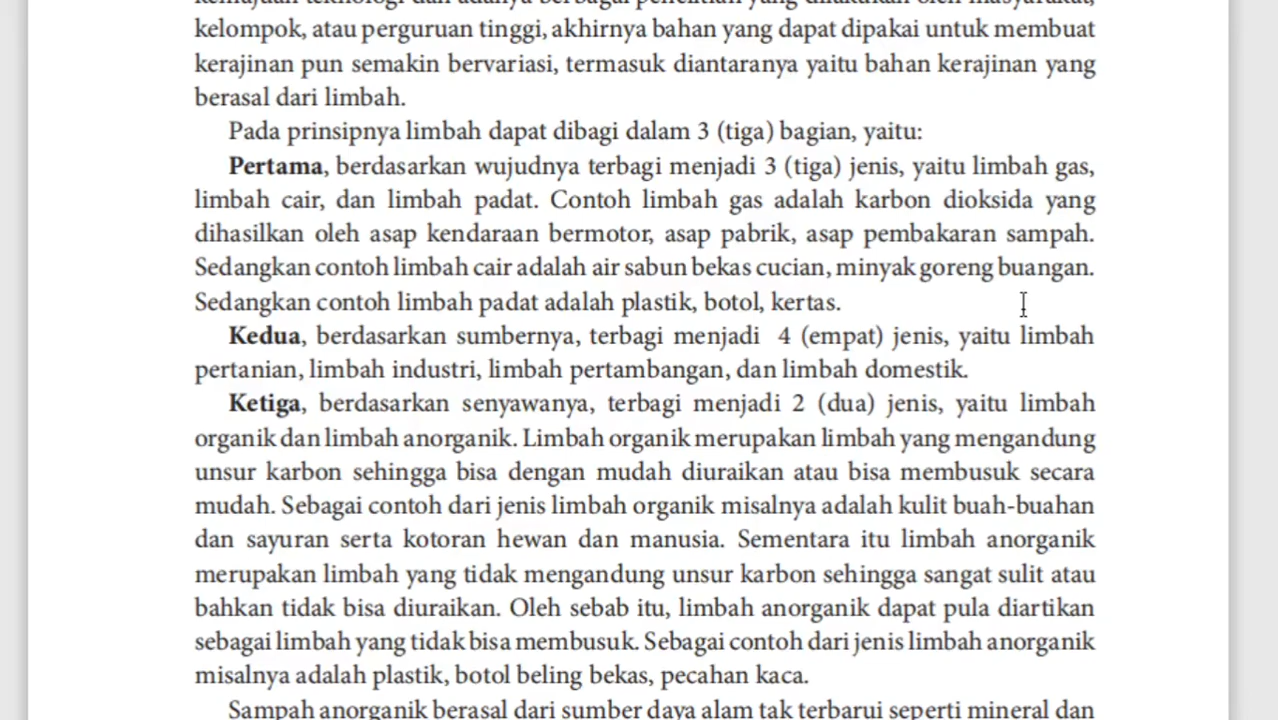 kemajuan teknologi dan adanya berbagai penelitian yang dilakukan oleh masyarakat,
kelompok, atau perguruan tinggi, akhirnya bahan yang dapat dipakai untuk membuat
kerajinan pun semakin bervariasi, termasuk diantaranya yaitu bahan kerajinan yang
berasal dari limbah.
Pada prinsipnya limbah dapat dibagi dalam 3 (tiga) bagian, yaitu:
Pertama, berdasarkan wujudnya terbagi menjadi 3 (tiga) jenis, yaitu limbah gas,
limbah cair, dan limbah padat. Contoh limbah gas adalah karbon dioksida yang
dihasilkan oleh asap kendaraan bermotor, asap pabrik, asap pembakaran sampah.
Sedangkan contoh limbah cair adalah air sabun bekas cucian, minyak goreng buangan.
Sedangkan contoh limbah padat adalah plastik, botol, kertas.
Kedua, berdasarkan sumbernya, terbagi menjadi 4 (empat) jenis, yaitu limbah
pertanian, limbah industri, limbah pertambangan, dan limbah domestik.
Ketiga, berdasarkan senyawanya, terbagi menjadi 2 (dua) jenis, yaitu limbah
organik dan limbah anorganik. Limbah organik merupakan limbah yang mengandung
unsur karbon sehingga bisa dengan mudah diuraikan atau bisa membusuk secara
mudah. Sebagai contoh dari jenis limbah organik misalnya adalah kulit buah-buahan
dan sayuran serta kotoran hewan dan manusia. Sementara itu limbah anorganik
merupakan limbah yang tidak mengandung unsur karbon sehingga sangat sulit atau
bahkan tidak bisa diuraikan. Oleh sebab itu, limbah anorganik dapat pula diartikan
sebagai limbah yang tidak bisa membusuk. Sebagai contoh dari jenis limbah anorganik
misalnya adalah plastik, botol beling bekas, pecahan kaca.
Sampah anorganik berasal dari sumber daya alam tak terbarui seperti mineral dan